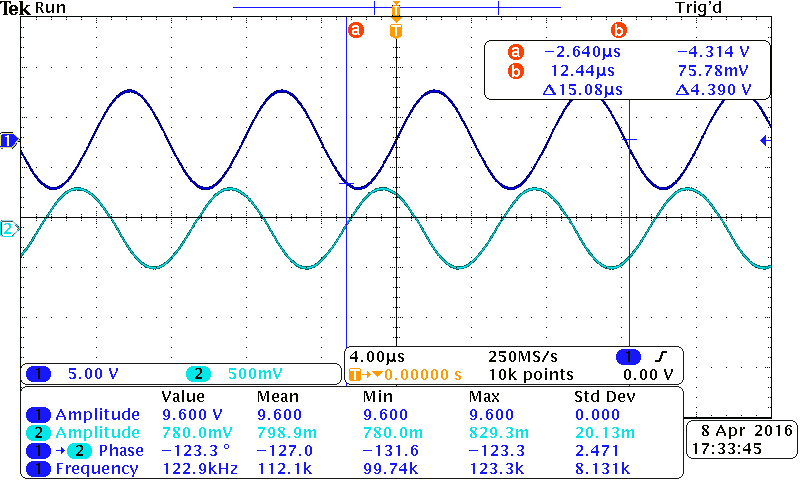 Tek Run Trig'd
T
a T b
a −2.640µs −4.314 V
b 12.44µs 75.78mV
Δ15.08µs Δ4.390 V
1
2
1 5.00 V 2 500mV
4.00µs 250MS/s 1
T→▼0.00000 s 10k points 0.00 V
Value Mean Min Max Std Dev
1 Amplitude 9.600 V 9.600 9.600 9.600 0.000
2 Amplitude 780.0mV 798.9m 780.0m 829.3m 20.13m
1 → 2 Phase −123.3 ° −127.0 −131.6 −123.3 2.471
1 Frequency 122.9kHz 112.1k 99.74k 123.3k 8.131k
8 Apr 2016
17:33:45